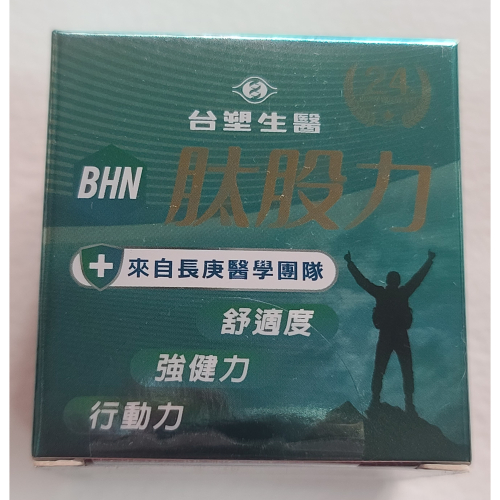 24
台塑生醫
BHN 肽股力
來自長庚醫學團隊
舒適度
強健力
行動力